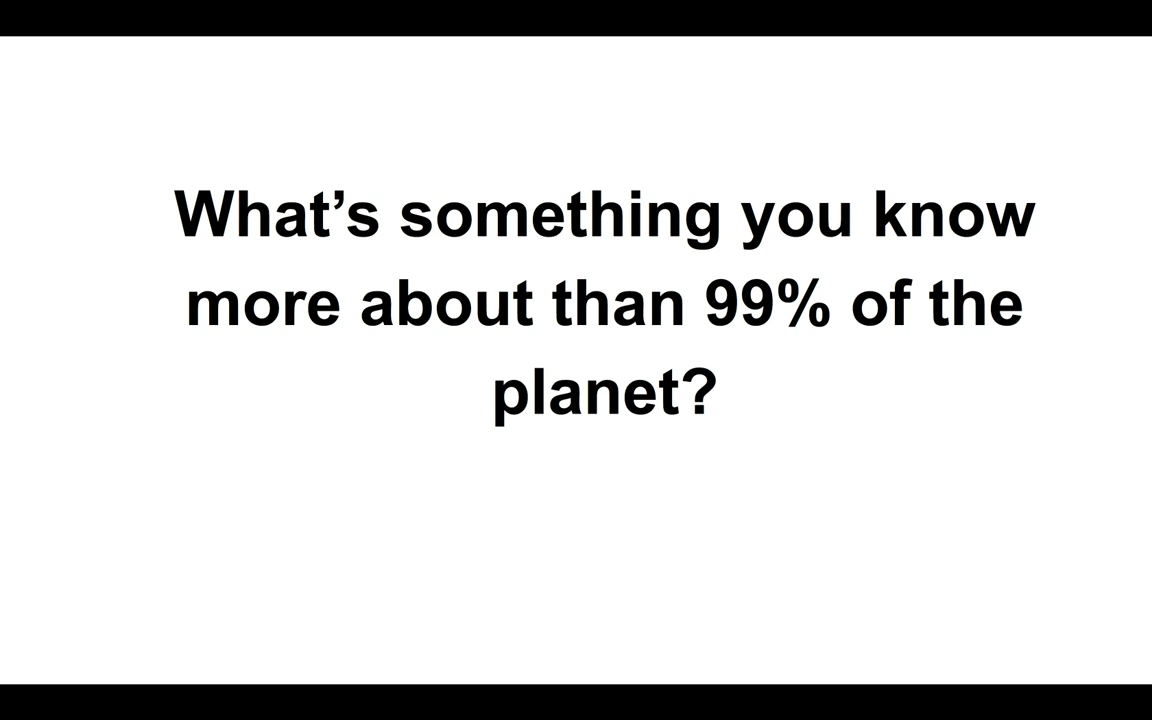 What’s something you know
more about than 99% of the
planet?